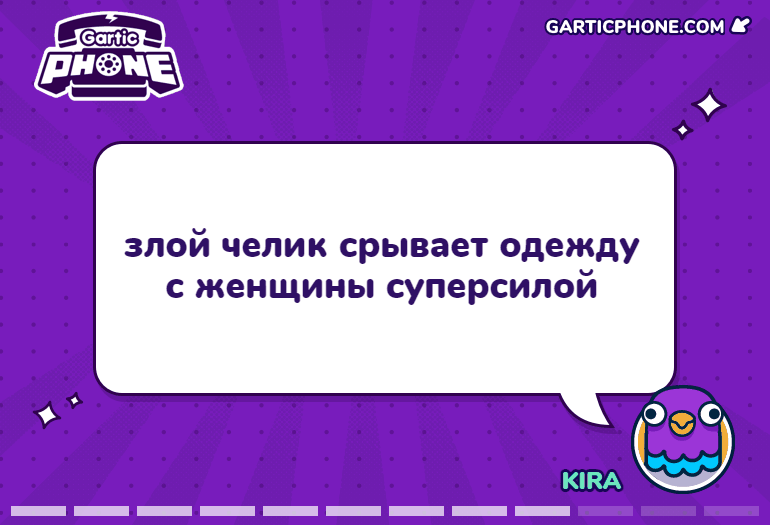 Gartic
PHONE
GARTICPHONE.COM
злой челик срывает одежду
с женщины суперсилой
KIRA